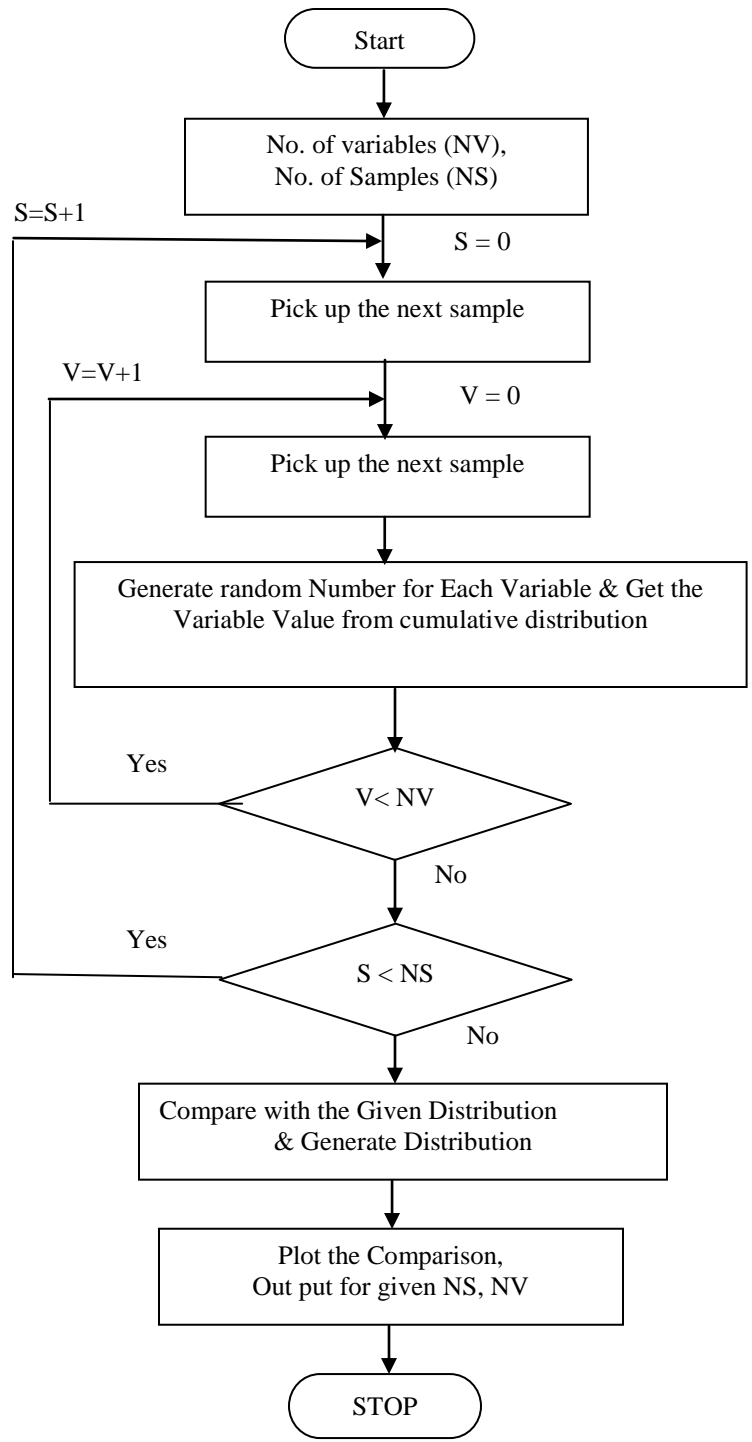 Start
No. of variables (NV),
No. of Samples (NS)
S=S+1
S = 0
Pick up the next sample
V=V+1
V = 0
Pick up the next sample
Generate random Number for Each Variable & Get the
Variable Value from cumulative distribution
Yes
V< NV
No
Yes
S < NS
No
Compare with the Given Distribution
& Generate Distribution
Plot the Comparison,
Out put for given NS, NV
STOP